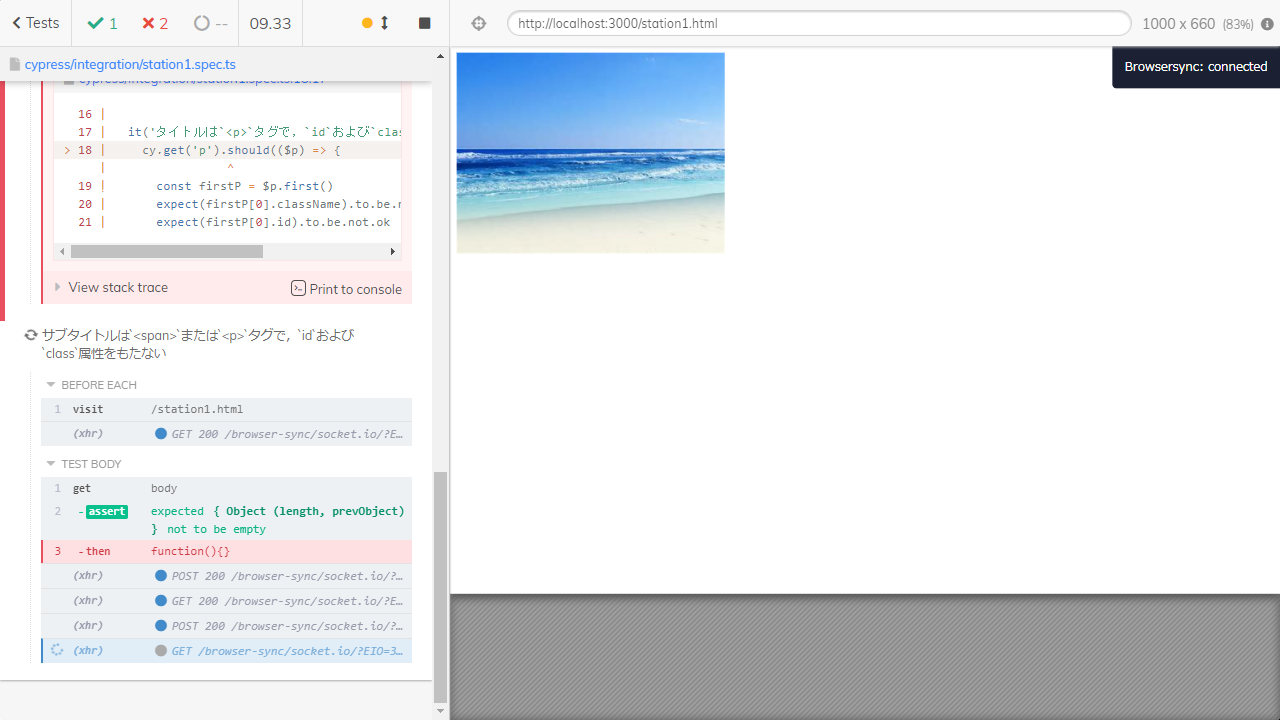 Tests
1
2
--
09.33
http://localhost:3000/station1.html
1000 x 660 (83%)
cypress/integration/station1.spec.ts
16 |
17 | it('タイトルは`<p>`タグで，`id`および`clas
> 18 | cy.get('p').should(($p) => {
| ^
19 | const firstP = $p.first()
20 | expect(firstP[0].className).to.be.n
21 | expect(firstP[0].id).to.be.not.ok
View stack trace
Print to console
サブタイトルは`<span>`または`<p>`タグで，`id`および
`class`属性をもたない
BEFORE EACH
1 visit /station1.html
(xhr) GET 200 /browser-sync/socket.io/?E…
TEST BODY
1 get body
2 -assert expected { Object (length, prevObject)
} not to be empty
3 -then function(){}
(xhr) POST 200 /browser-sync/socket.io/?…
(xhr) GET 200 /browser-sync/socket.io/?E…
(xhr) POST 200 /browser-sync/socket.io/?…
(xhr) GET /browser-sync/socket.io/?EIO=3…
Browsersync: connected